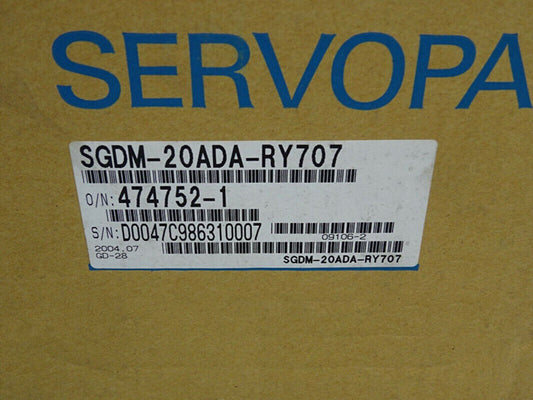 SERVOPA
SGDM-20ADA-RY707
O/N: 474752-1
S/N: D0047C986310007
09106-2
2004.07
GD-28
SGDM-20ADA-RY707